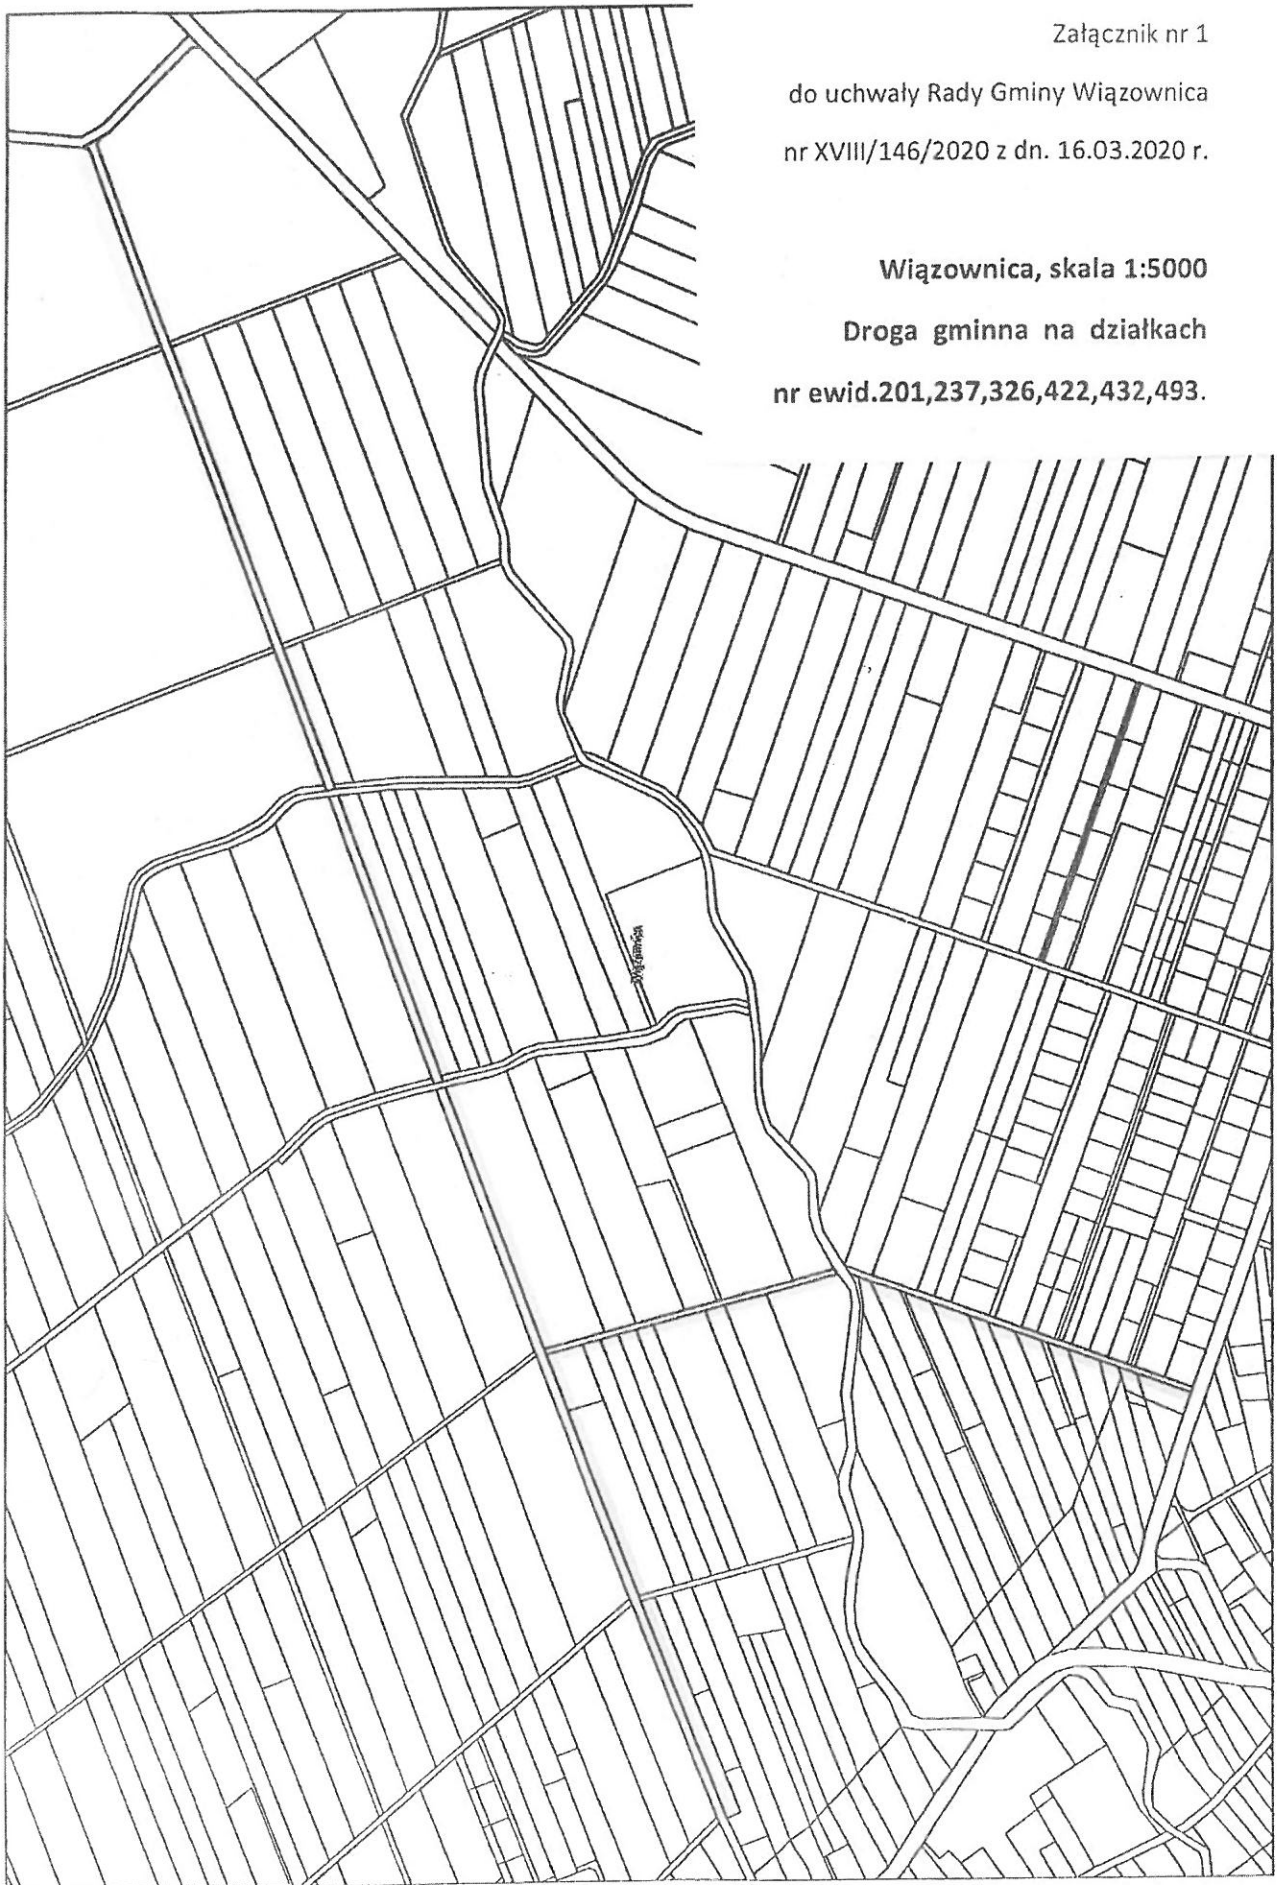 Załącznik nr 1
do uchwały Rady Gminy Wiązownica
nr XVIII/146/2020 z dn. 16.03.2020 r.
Wiązownica, skala 1:5000
Droga gminna na działkach
nr ewid.201,237,326,422,432,493.